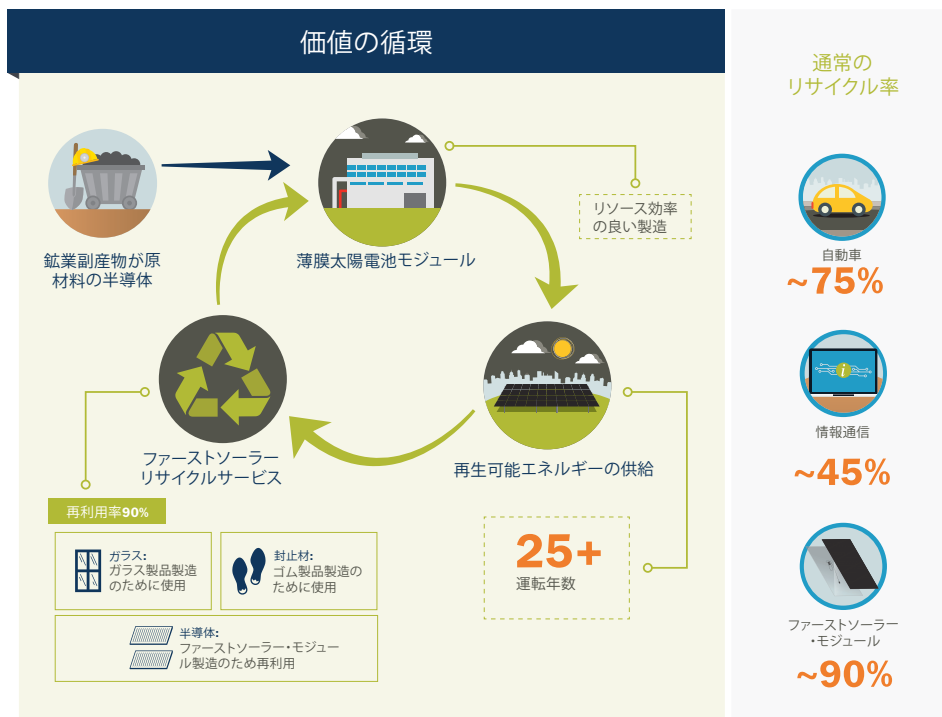 価値の循環
鉱業副産物が原
材料の半導体
薄膜太陽電池モジュール
リソース効率
の良い製造
ファーストソーラー
リサイクルサービス
再生可能エネルギーの供給
再利用率90%
ガラス:
ガラス製品製造
のために使用
封止材:
ゴム製品製造の
ために使用
半導体:
ファーストソーラー・モジュー
ル製造のため再利用
25+
運転年数
通常の
リサイクル率
自動車
~75%
i
情報通信
~45%
ファーストソーラー
・モジュール
~90%